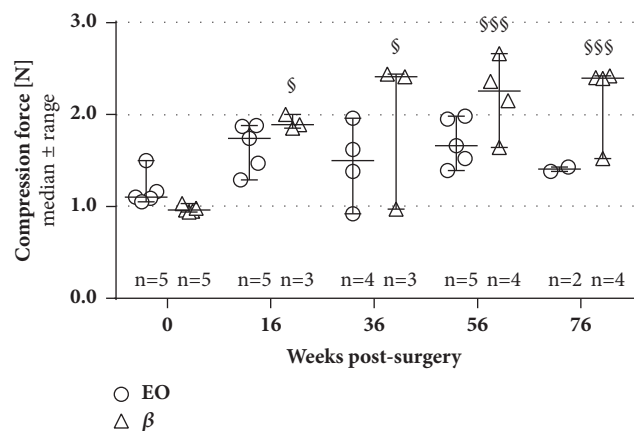 Compression force [N]
median ± range
3.0
2.0
1.0
0.0
§
§
§§§
§§§
n=5 n=5 n=5 n=3 n=4 n=3 n=5 n=4 n=2 n=4
0 16 36 56 76
Weeks post-surgery
EO
β